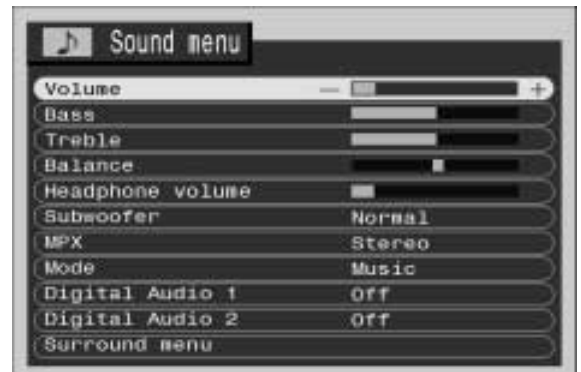 Sound menu
Volume – +
Bass
Treble
Balance
Headphone volume
Subwoofer Normal
MPX Stereo
Mode Music
Digital Audio 1 Off
Digital Audio 2 Off
Surround menu